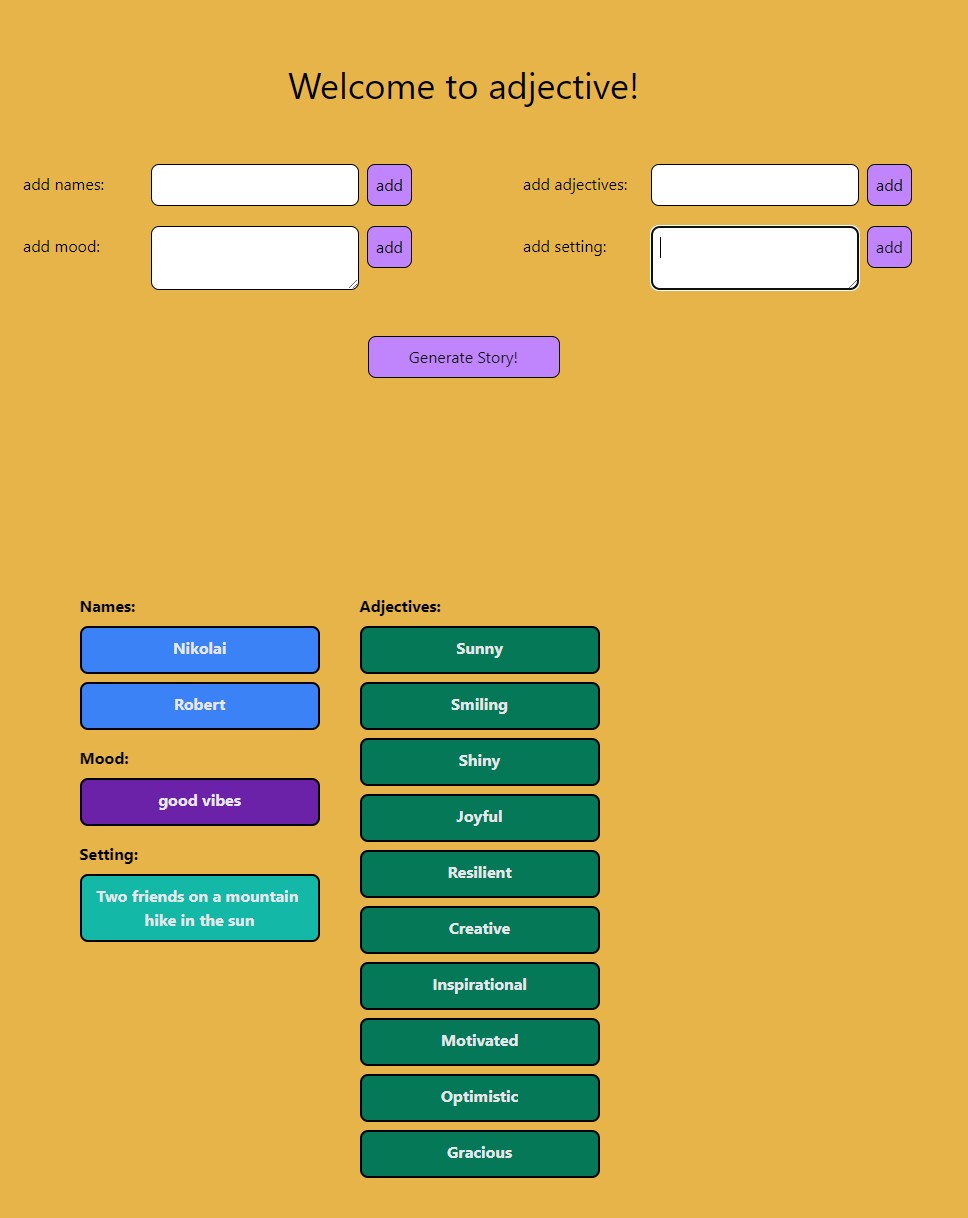 Welcome to adjective!
add names:
add
add adjectives:
add
add mood:
add
add setting:
add
Generate Story!
Names:
Nikolai
Robert
Mood:
good vibes
Setting:
Two friends on a mountain
hike in the sun
Adjectives:
Sunny
Smiling
Shiny
Joyful
Resilient
Creative
Inspirational
Motivated
Optimistic
Gracious